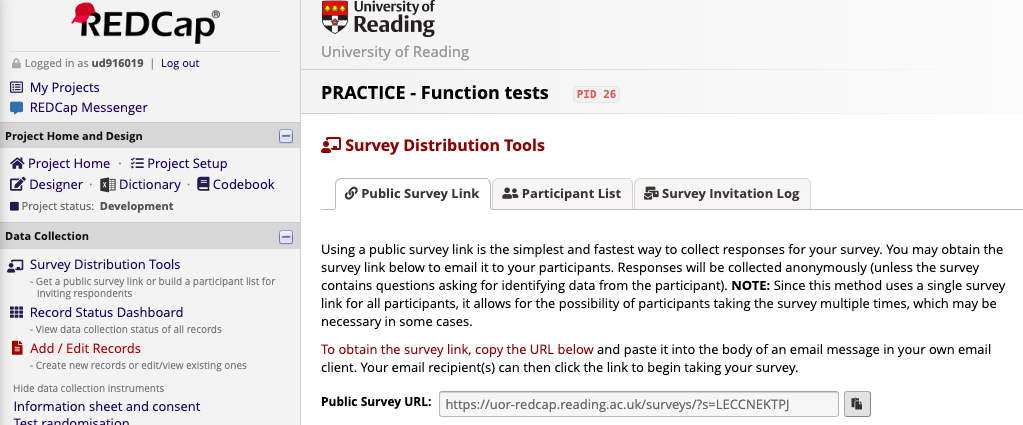 REDCap®
Logged in as ud916019 | Log out
My Projects
REDCap Messenger
Project Home and Design
Project Home · Project Setup
Designer · Dictionary · Codebook
Project status: Development
Data Collection
Survey Distribution Tools
- Get a public survey link or build a participant list for
inviting respondents
Record Status Dashboard
- View data collection status of all records
Add / Edit Records
- Create new records or edit/view existing ones
Hide data collection instruments
Information sheet and consent
Test randomisation
University of
Reading
University of Reading
PRACTICE - Function tests PID 26
Survey Distribution Tools
Public Survey Link Participant List Survey Invitation Log
Using a public survey link is the simplest and fastest way to collect responses for your survey. You may obtain the
survey link below to email it to your participants. Responses will be collected anonymously (unless the survey
contains questions asking for identifying data from the participant). NOTE: Since this method uses a single survey
link for all participants, it allows for the possibility of participants taking the survey multiple times, which may be
necessary in some cases.
To obtain the survey link, copy the URL below and paste it into the body of an email message in your own email
client. Your email recipient(s) can then click the link to begin taking your survey.
Public Survey URL: https://uor-redcap.reading.ac.uk/surveys/?s=LECCNEKTPJ